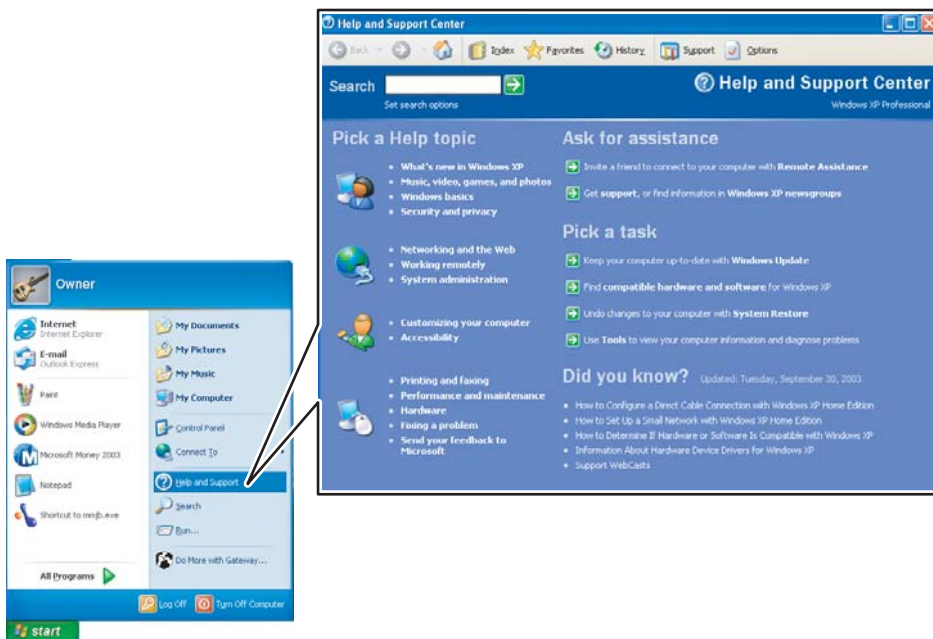 Help and Support Center
Back
Index
Favorites
History
Support
Options
Search
Set search options
Help and Support Center
Windows XP Professional
Pick a Help topic
What's new in Windows XP
Music, video, games, and photos
Windows basics
Security and privacy
Networking and the Web
Working remotely
System administration
Customizing your computer
Accessibility
Printing and faxing
Performance and maintenance
Hardware
Fixing a problem
Send your feedback to
Microsoft
Ask for assistance
Invite a friend to connect to your computer with Remote Assistance
Get support, or find information in Windows XP newsgroups
Pick a task
Keep your computer up-to-date with Windows Update
Find compatible hardware and software for Windows XP
Undo changes to your computer with System Restore
Use Tools to view your computer information and diagnose problems
Did you know? Updated: Tuesday, September 30, 2003
How to Configure a Direct Cable Connection with Windows XP Home Edition
How to Set Up a Small Network with Windows XP Home Edition
How to Determine If Hardware or Software Is Compatible with Windows XP
Information About Hardware Device Drivers for Windows XP
Support WebCasts
Owner
Internet
Internet Explorer
E-mail
Outlook Express
Paint
Windows Media Player
Microsoft Money 2003
Notepad
Shortcut to mmjb.exe
All Programs
My Documents
My Pictures
My Music
My Computer
Control Panel
Connect To
Help and Support
Search
Run...
Do More with Gateway...
Log Off
Turn Off Computer
start